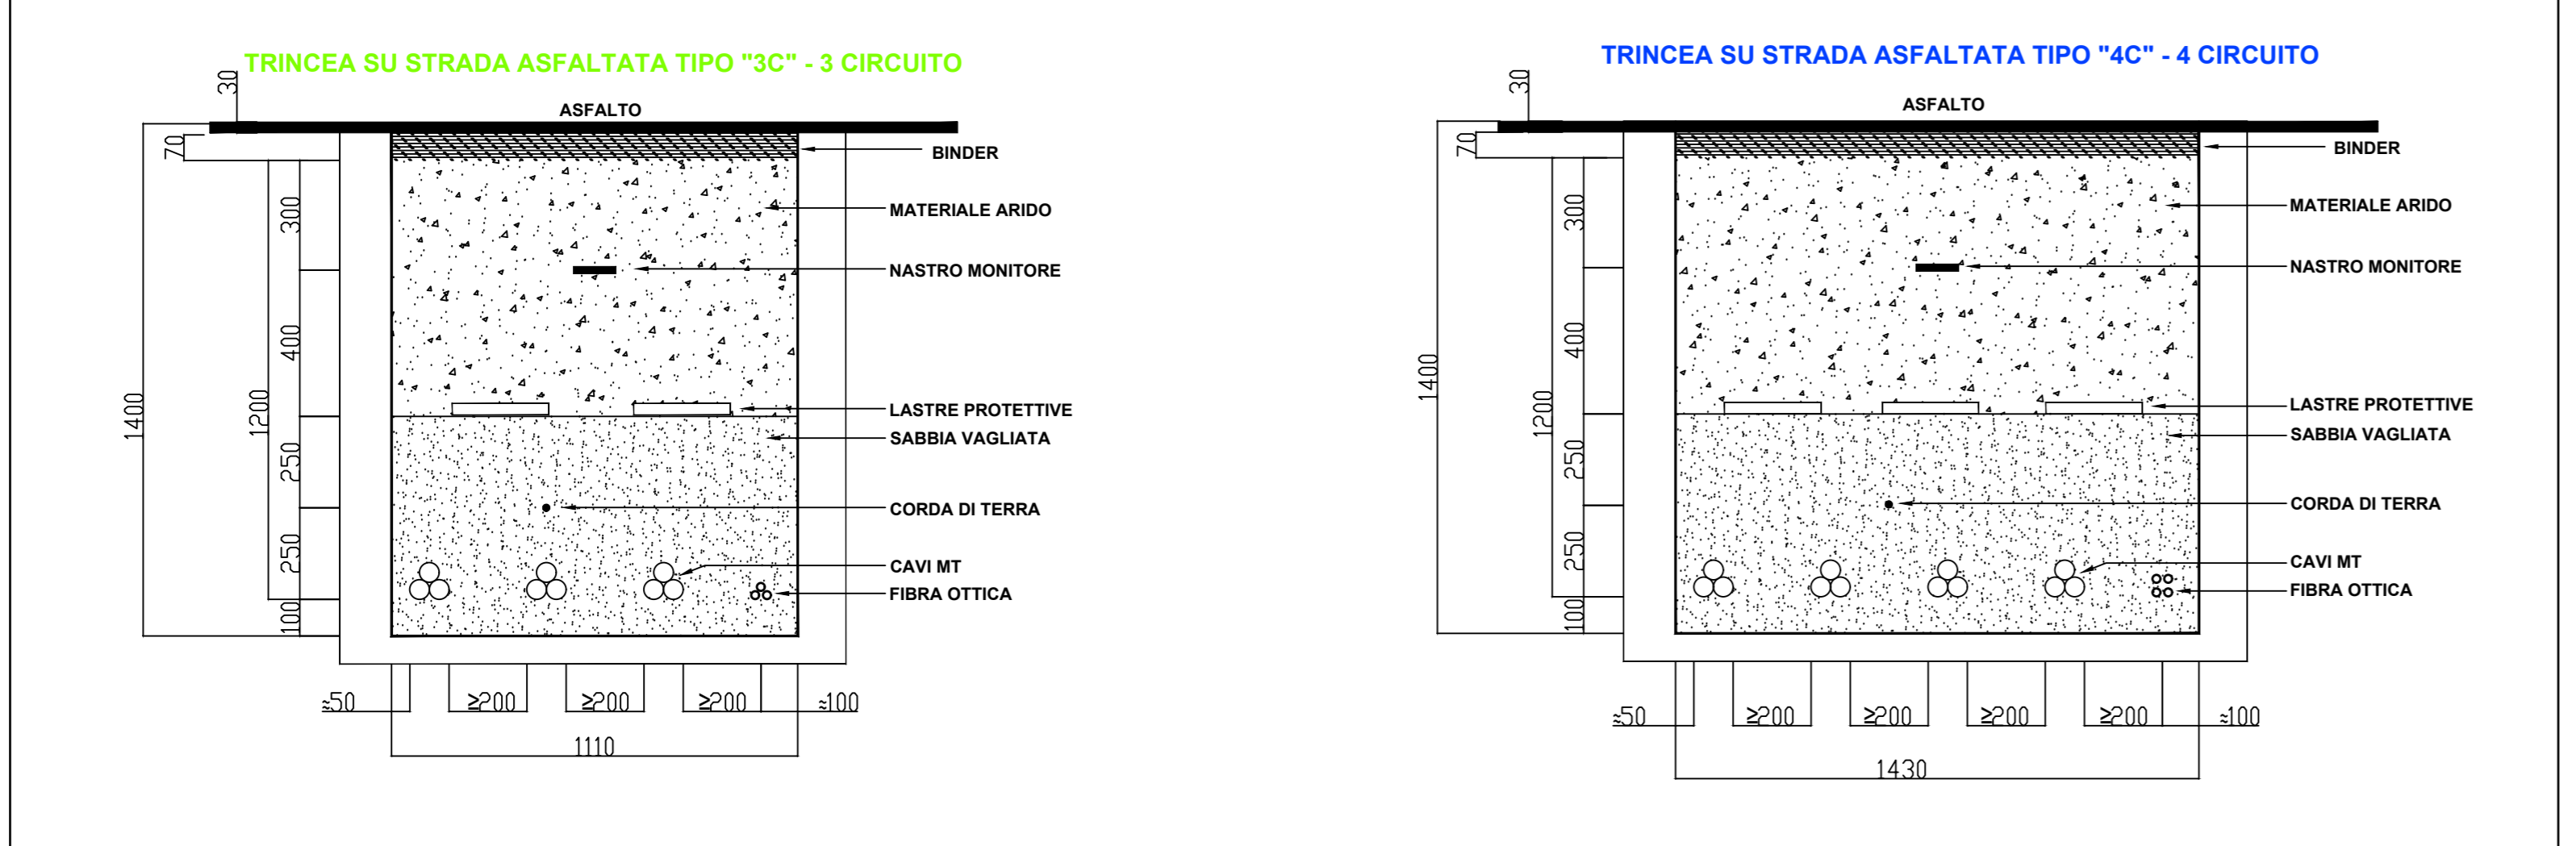 TRINCEA SU STRADA ASFALTATA TIPO "3C" - 3 CIRCUITO
30
ASFALTO
70
BINDER
MATERIALE ARIDO
300
NASTRO MONITORE
400
1400
1200
LASTRE PROTETTIVE
SABBIA VAGLIATA
250
CORDA DI TERRA
250
CAVI MT
FIBRA OTTICA
100
≈50 ≥200 ≥200 ≥200 ≈100
1110
TRINCEA SU STRADA ASFALTATA TIPO "4C" - 4 CIRCUITO
30
ASFALTO
70
BINDER
MATERIALE ARIDO
300
NASTRO MONITORE
400
1400
1200
LASTRE PROTETTIVE
SABBIA VAGLIATA
250
CORDA DI TERRA
250
CAVI MT
FIBRA OTTICA
100
≈50 ≥200 ≥200 ≥200 ≥200 ≈100
1430